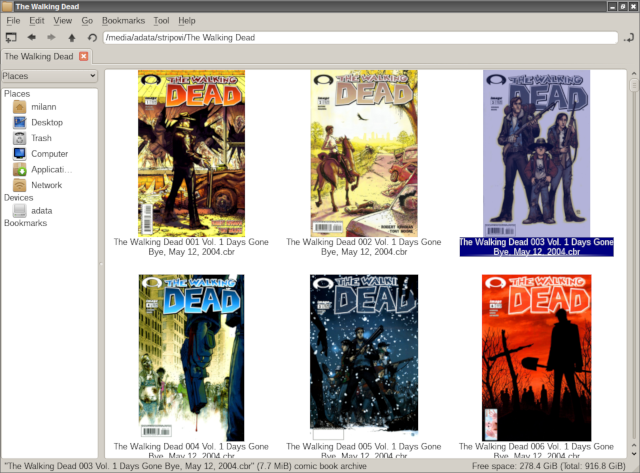 The Walking Dead
File Edit View Go Bookmarks Tool Help
/media/adata/stripovi/The Walking Dead
The Walking Dead
Places
Places
milann
Desktop
Trash
Computer
Applicati...
Network
Devices
adata
Bookmarks
THE WALKING
DEAD
The Walking Dead 001 Vol. 1 Days Gone
Bye, May 12, 2004.cbr
THE WALKING
DEAD
ROBERT KIRKMAN
TONY MOORE
The Walking Dead 002 Vol. 1 Days Gone
Bye, May 12, 2004.cbr
THE WALKING
DEAD
The Walking Dead 003 Vol. 1 Days Gone
Bye, May 12, 2004.cbr
THE WALKING
DEAD
The Walking Dead 004 Vol. 1 Days Gone
Bye, May 12, 2004.cbr
THE WALKING
DEAD
The Walking Dead 005 Vol. 1 Days Gone
Bye, May 12, 2004.cbr
THE WALKING
DEAD
The Walking Dead 006 Vol. 1 Days Gone
Bye, May 12, 2004.cbr
"The Walking Dead 003 Vol. 1 Days Gone Bye, May 12, 2004.cbr" (7.7 MiB) comic book archive
Free space: 278.4 GiB (Total: 916.8 GiB)